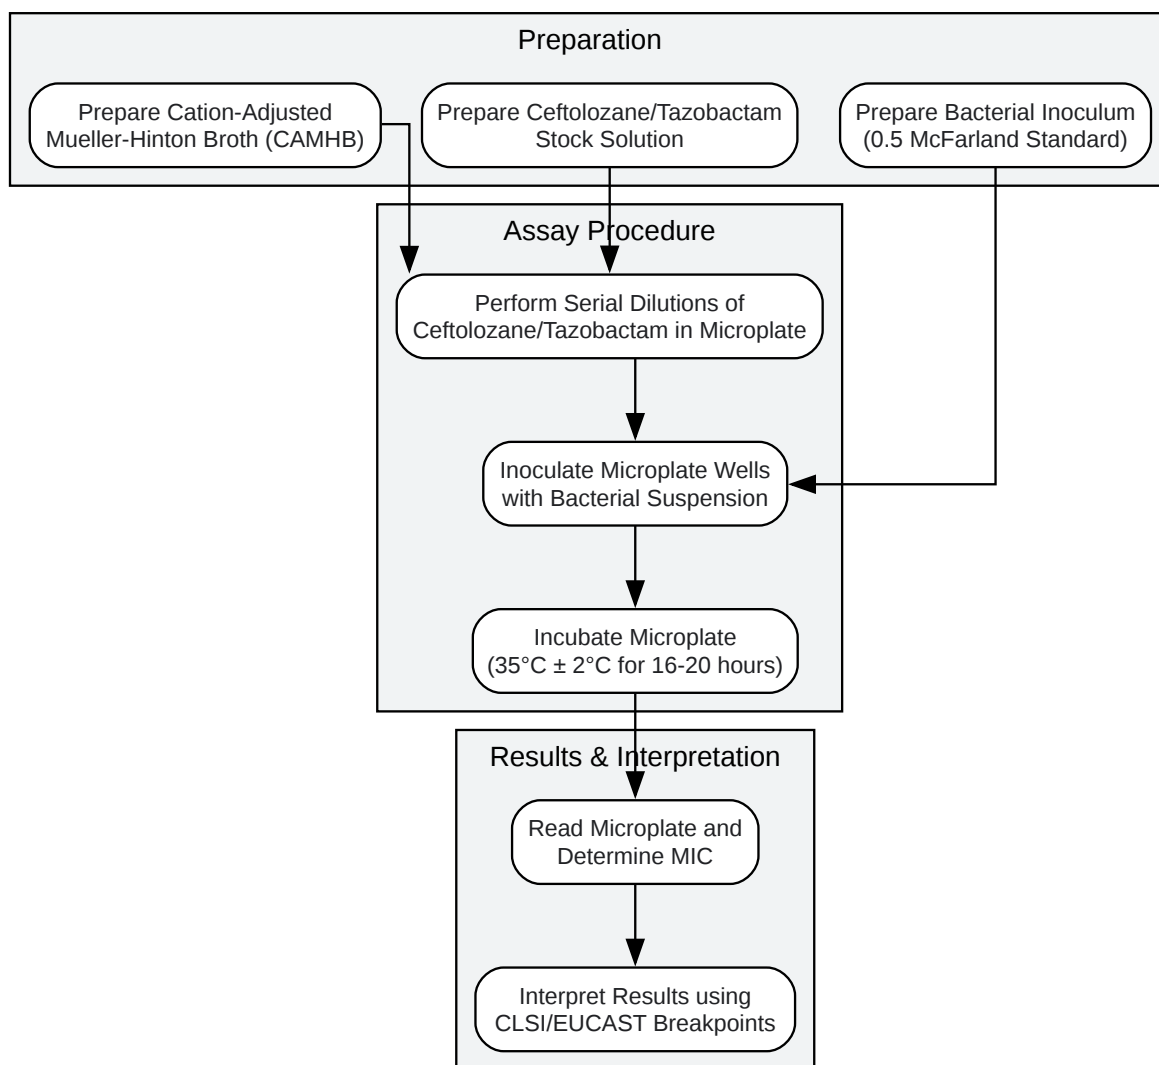 Preparation
Prepare Cation-Adjusted
Mueller-Hinton Broth (CAMHB)
Prepare Ceftolozane/Tazobactam
Stock Solution
Prepare Bacterial Inoculum
(0.5 McFarland Standard)
Assay Procedure
Perform Serial Dilutions of
Ceftolozane/Tazobactam in Microplate
Inoculate Microplate Wells
with Bacterial Suspension
Incubate Microplate
(35°C ± 2°C for 16-20 hours)
Results & Interpretation
Read Microplate and
Determine MIC
Interpret Results using
CLSI/EUCAST Breakpoints